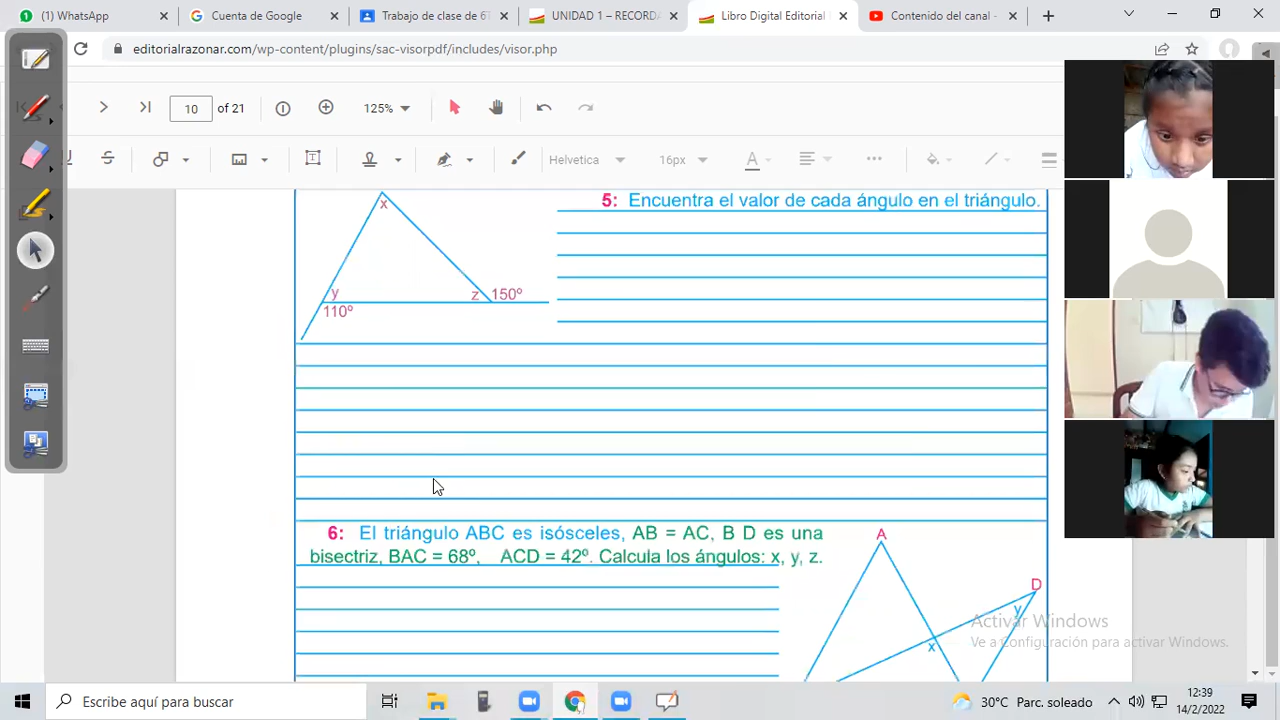 (1) WhatsApp
Cuenta de Google
Trabajo de clase de 6T
UNIDAD 1 – RECORDA
Libro Digital Editorial
Contenido del canal -
editorialrazonar.com/wp-content/plugins/sac-visorpdf/includes/visor.php
10 of 21
125%
Helvetica
16px
x
5: Encuentra el valor de cada ángulo en el triángulo.
y
z 150º
110º
6: El triángulo ABC es isósceles, AB = AC, B D es una
bisectriz, BAC = 68º, ACD = 42º. Calcula los ángulos: x, y, z.
A
D
y
x
Activar Windows
Ve a Configuración para activar Windows.
Escribe aquí para buscar
30°C Parc. soleado
12:39
14/2/2022